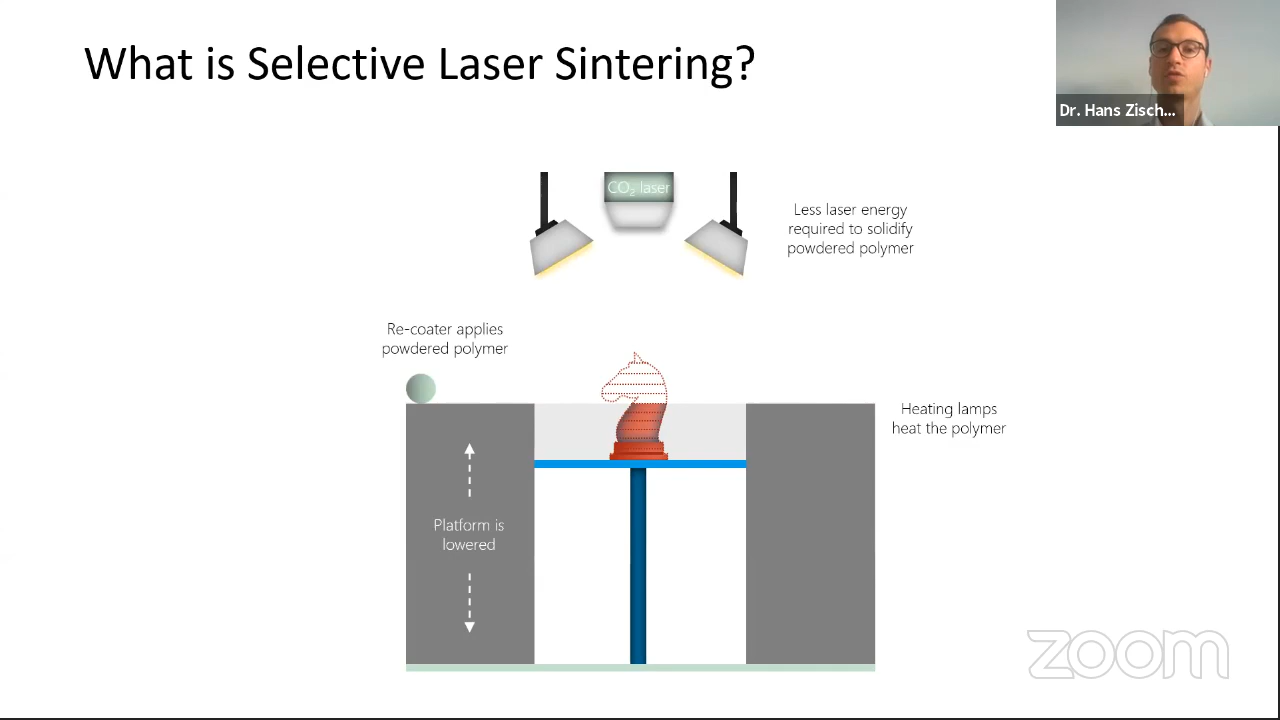 What is Selective Laser Sintering?
Dr. Hans Zisch...
CO₂ laser
Less laser energy
required to solidify
powdered polymer
Re-coater applies
powdered polymer
Heating lamps
heat the polymer
Platform is
lowered
zoom